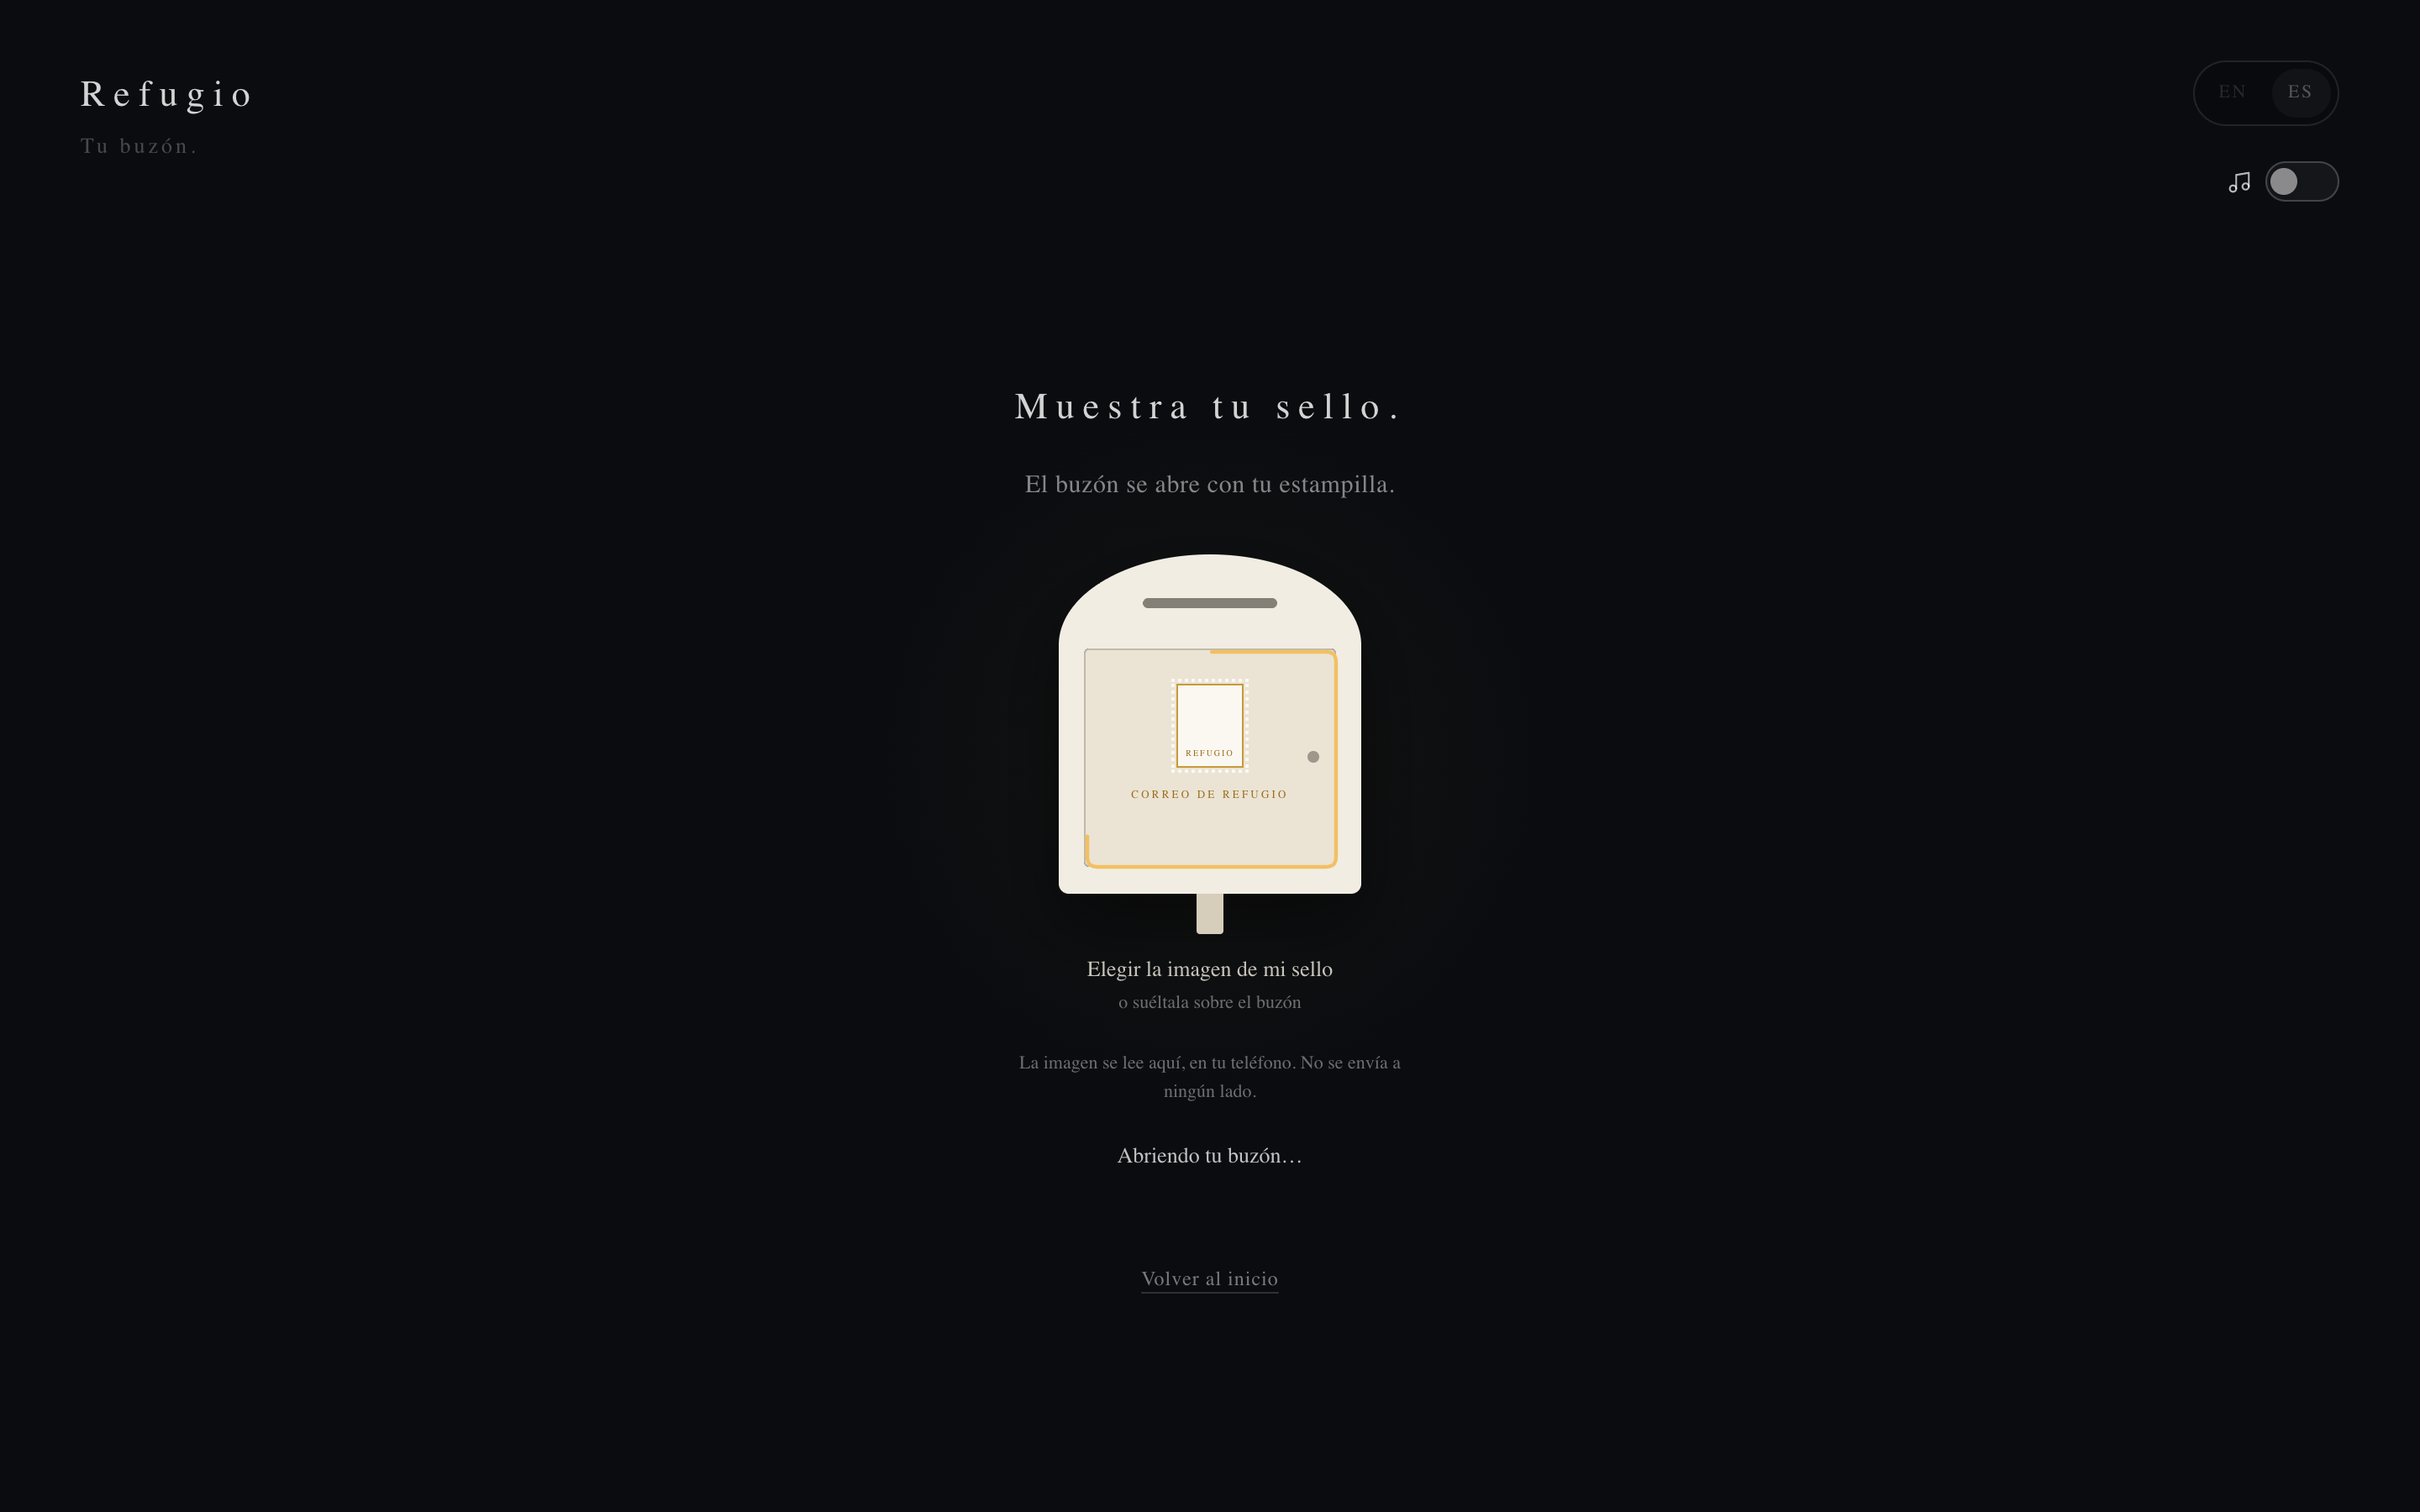 Refugio
Tu buzón.
EN ES
Muestra tu sello.
El buzón se abre con tu estampilla.
REFUGIO
CORREO DE REFUGIO
Elegir la imagen de mi sello
o suéltala sobre el buzón
La imagen se lee aquí, en tu teléfono. No se envía a
ningún lado.
Abriendo tu buzón…
Volver al inicio